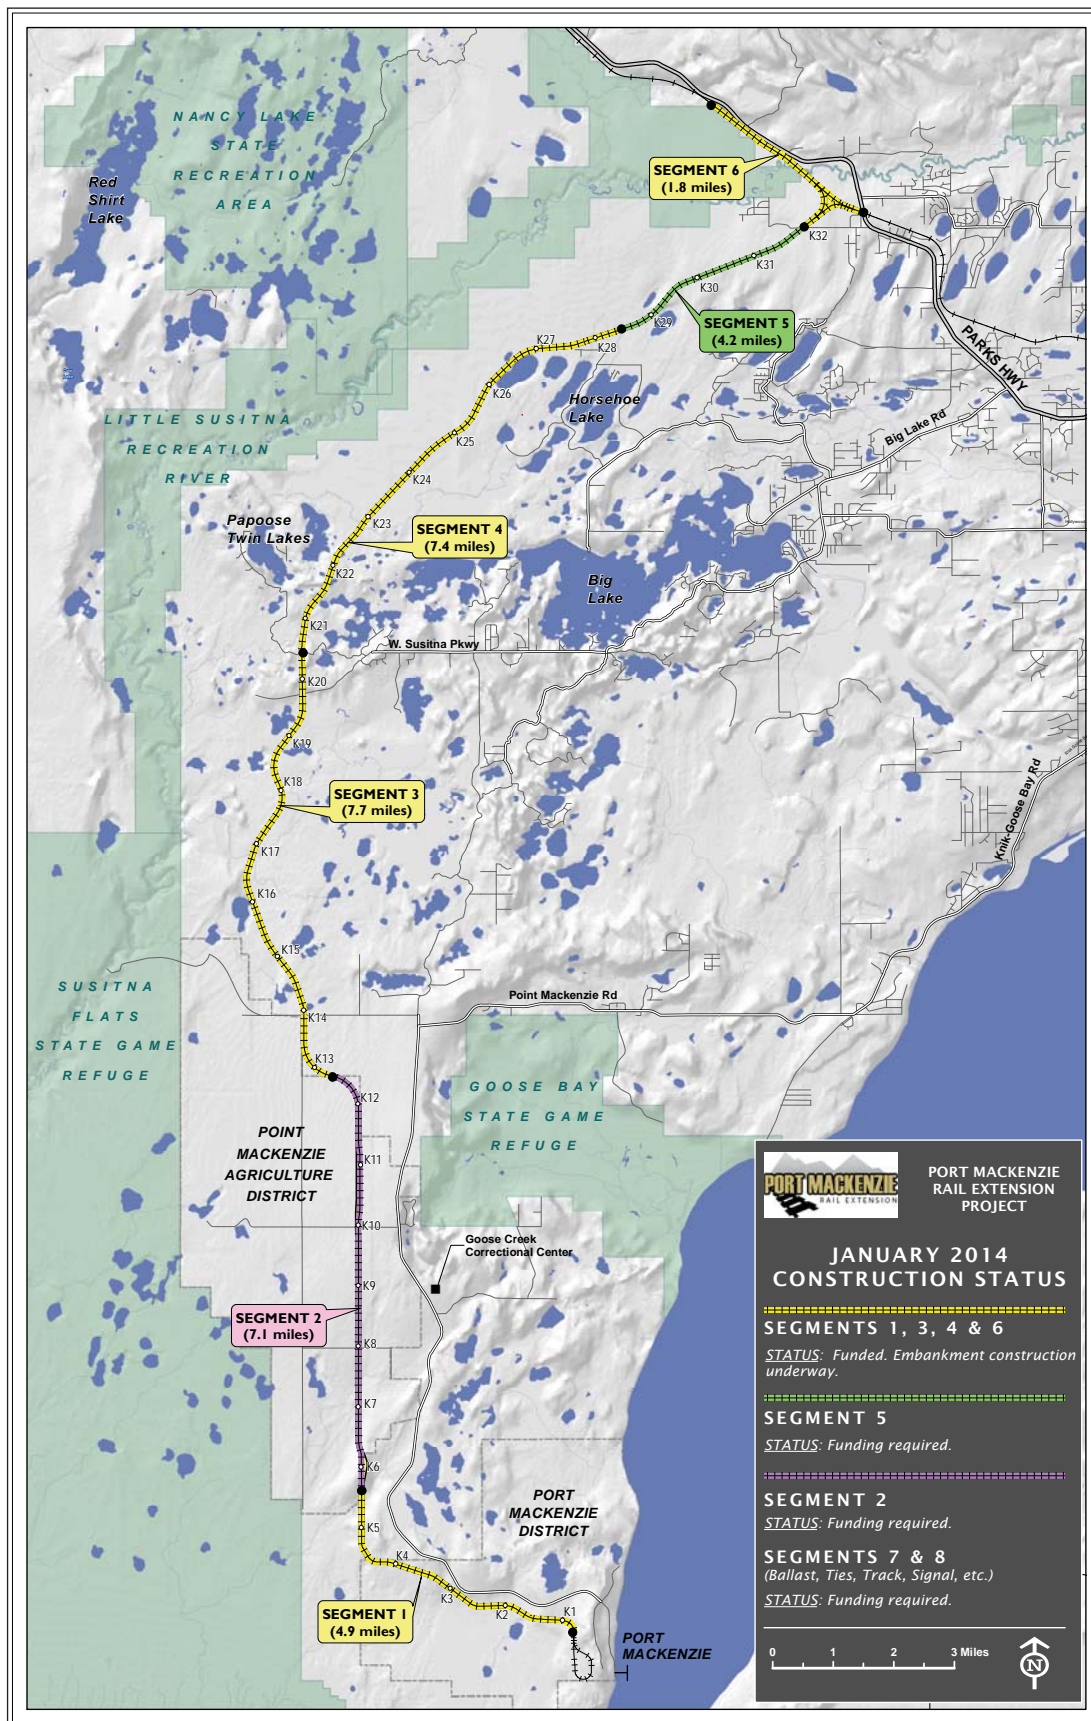 NANCY LAKE
STATE
RECREATION
AREA
Red
Shirt
Lake
SEGMENT 6
(1.8 miles)
K32
K31
K30
K29
SEGMENT 5
(4.2 miles)
K28
K27
K26
PARKS HWY
Horsehoe
Lake
Big Lake Rd
LITTLE SUSITNA
RECREATION
RIVER
K25
K24
K23
Papoose
Twin Lakes
SEGMENT 4
(7.4 miles)
K22
Big
Lake
K21
W. Susitna Pkwy
K20
K19
K18
SEGMENT 3
(7.7 miles)
Knik-Goose Bay Rd
K17
K16
K15
SUSITNA
FLATS
STATE GAME
REFUGE
Point Mackenzie Rd
K14
K13
K12
GOOSE BAY
STATE GAME
REFUGE
POINT
MACKENZIE
AGRICULTURE
DISTRICT
K11
K10
Goose Creek
Correctional Center
K9
SEGMENT 2
(7.1 miles)
K8
K7
K6
PORT
MACKENZIE
DISTRICT
K5
K4
K3
K2
K1
SEGMENT 1
(4.9 miles)
PORT
MACKENZIE
PORT MACKENZIE
RAIL EXTENSION
PORT MACKENZIE
RAIL EXTENSION
PROJECT
JANUARY 2014
CONSTRUCTION STATUS
SEGMENTS 1, 3, 4 & 6
STATUS: Funded. Embankment construction
underway.
SEGMENT 5
STATUS: Funding required.
SEGMENT 2
STATUS: Funding required.
SEGMENTS 7 & 8
(Ballast, Ties, Track, Signal, etc.)
STATUS: Funding required.
0 1 2 3 Miles
N